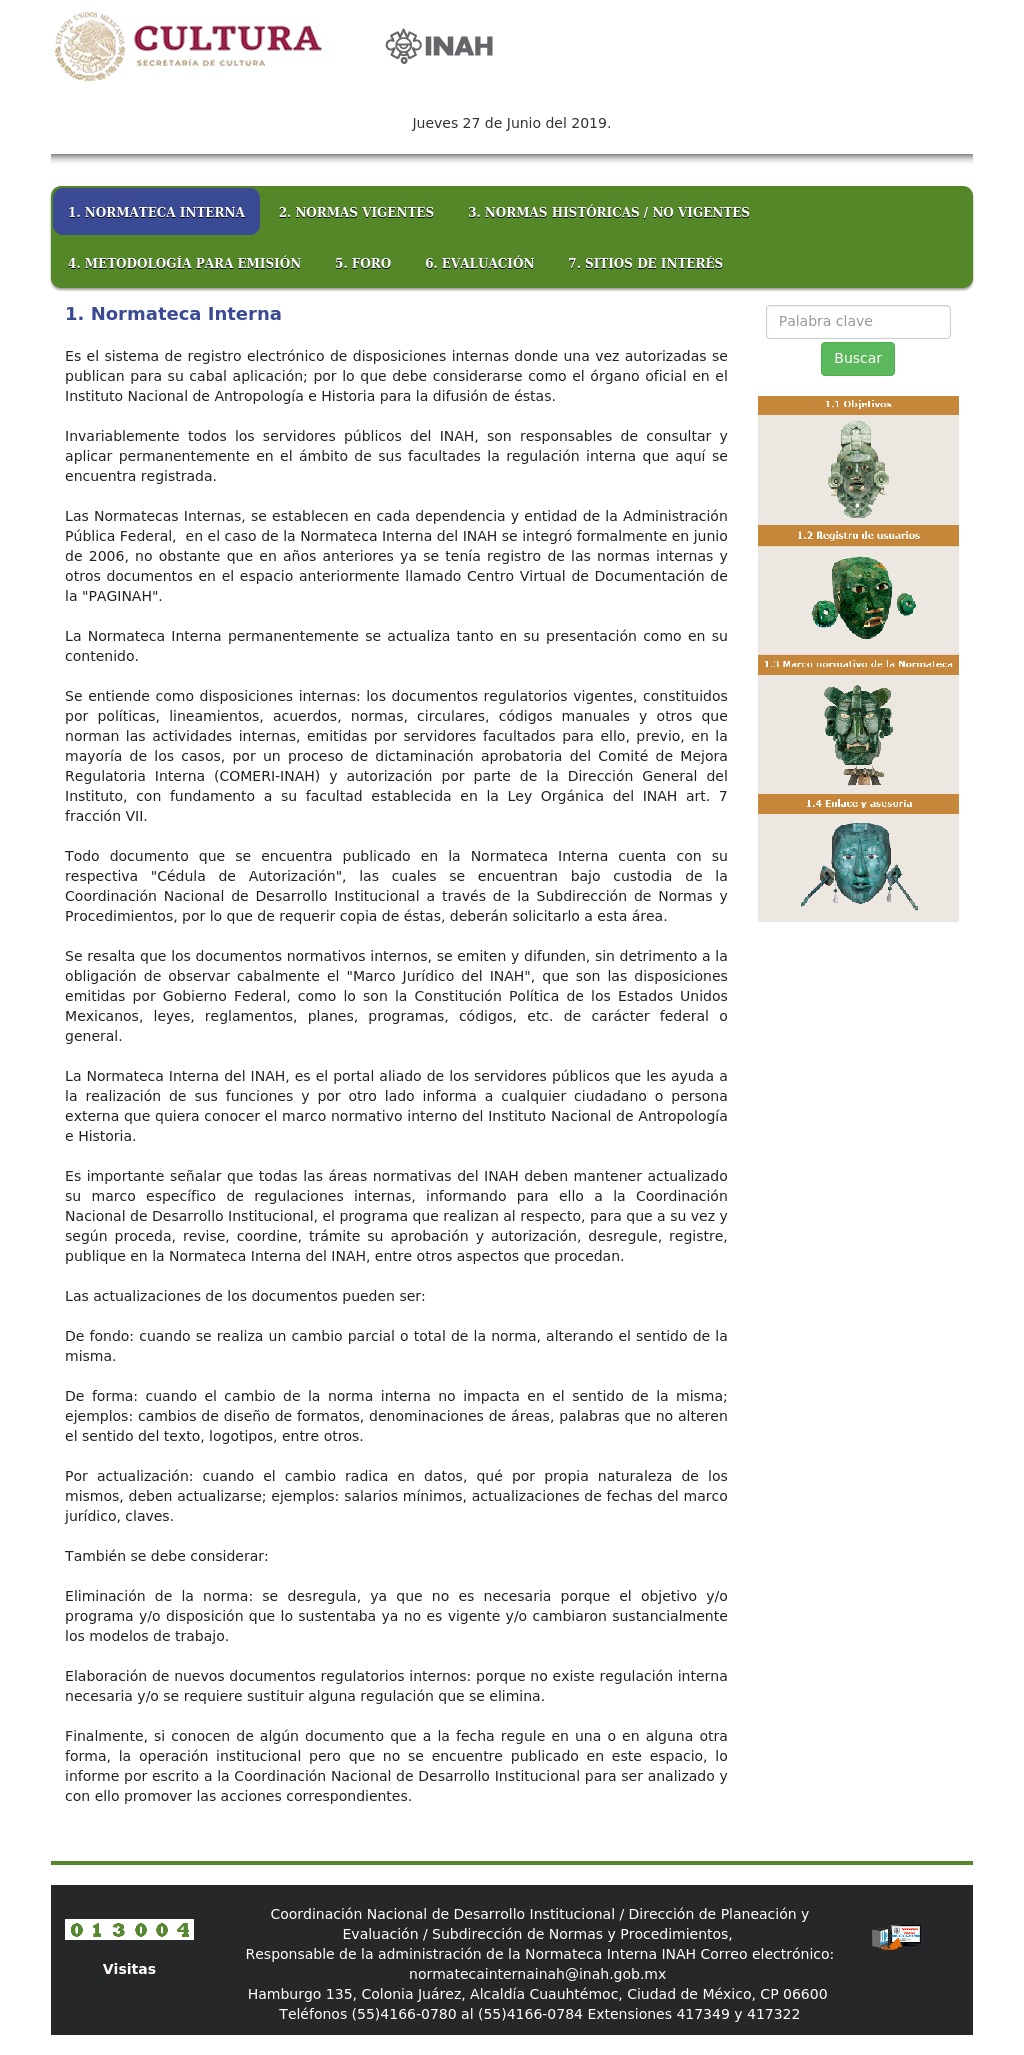 CULTURA
SECRETARÍA DE CULTURA
INAH
ESTADOS UNIDOS MEXICANOS
Jueves 27 de Junio del 2019.
1. NORMATECA INTERNA
2. NORMAS VIGENTES
3. NORMAS HISTÓRICAS / NO VIGENTES
4. METODOLOGÍA PARA EMISIÓN
5. FORO
6. EVALUACIÓN
7. SITIOS DE INTERÉS
1. Normateca Interna
Es el sistema de registro electrónico de disposiciones internas donde una vez autorizadas se
publican para su cabal aplicación; por lo que debe considerarse como el órgano oficial en el
Instituto Nacional de Antropología e Historia para la difusión de éstas.
Invariablemente todos los servidores públicos del INAH, son responsables de consultar y
aplicar permanentemente en el ámbito de sus facultades la regulación interna que aquí se
encuentra registrada.
Las Normatecas Internas, se establecen en cada dependencia y entidad de la Administración
Pública Federal,  en el caso de la Normateca Interna del INAH se integró formalmente en junio
de 2006, no obstante que en años anteriores ya se tenía registro de las normas internas y
otros documentos en el espacio anteriormente llamado Centro Virtual de Documentación de
la "PAGINAH".
La Normateca Interna permanentemente se actualiza tanto en su presentación como en su
contenido.
Se entiende como disposiciones internas: los documentos regulatorios vigentes, constituidos
por políticas, lineamientos, acuerdos, normas, circulares, códigos manuales y otros que
norman las actividades internas, emitidas por servidores facultados para ello, previo, en la
mayoría de los casos, por un proceso de dictaminación aprobatoria del Comité de Mejora
Regulatoria Interna (COMERI-INAH) y autorización por parte de la Dirección General del
Instituto, con fundamento a su facultad establecida en la Ley Orgánica del INAH art. 7
fracción VII.
Todo documento que se encuentra publicado en la Normateca Interna cuenta con su
respectiva "Cédula de Autorización", las cuales se encuentran bajo custodia de la
Coordinación Nacional de Desarrollo Institucional a través de la Subdirección de Normas y
Procedimientos, por lo que de requerir copia de éstas, deberán solicitarlo a esta área.
Se resalta que los documentos normativos internos, se emiten y difunden, sin detrimento a la
obligación de observar cabalmente el "Marco Jurídico del INAH", que son las disposiciones
emitidas por Gobierno Federal, como lo son la Constitución Política de los Estados Unidos
Mexicanos, leyes, reglamentos, planes, programas, códigos, etc. de carácter federal o
general.
La Normateca Interna del INAH, es el portal aliado de los servidores públicos que les ayuda a
la realización de sus funciones y por otro lado informa a cualquier ciudadano o persona
externa que quiera conocer el marco normativo interno del Instituto Nacional de Antropología
e Historia.
Es importante señalar que todas las áreas normativas del INAH deben mantener actualizado
su marco específico de regulaciones internas, informando para ello a la Coordinación
Nacional de Desarrollo Institucional, el programa que realizan al respecto, para que a su vez y
según proceda, revise, coordine, trámite su aprobación y autorización, desregule, registre,
publique en la Normateca Interna del INAH, entre otros aspectos que procedan.
Las actualizaciones de los documentos pueden ser:
De fondo: cuando se realiza un cambio parcial o total de la norma, alterando el sentido de la
misma.
De forma: cuando el cambio de la norma interna no impacta en el sentido de la misma;
ejemplos: cambios de diseño de formatos, denominaciones de áreas, palabras que no alteren
el sentido del texto, logotipos, entre otros.
Por actualización: cuando el cambio radica en datos, qué por propia naturaleza de los
mismos, deben actualizarse; ejemplos: salarios mínimos, actualizaciones de fechas del marco
jurídico, claves.
También se debe considerar:
Eliminación de la norma: se desregula, ya que no es necesaria porque el objetivo y/o
programa y/o disposición que lo sustentaba ya no es vigente y/o cambiaron sustancialmente
los modelos de trabajo.
Elaboración de nuevos documentos regulatorios internos: porque no existe regulación interna
necesaria y/o se requiere sustituir alguna regulación que se elimina.
Finalmente, si conocen de algún documento que a la fecha regule en una o en alguna otra
forma, la operación institucional pero que no se encuentre publicado en este espacio, lo
informe por escrito a la Coordinación Nacional de Desarrollo Institucional para ser analizado y
con ello promover las acciones correspondientes.
Palabra clave
Buscar
1.1 Objetivos
1.2 Registro de usuarios
1.3 Marco normativo de la Normateca
1.4 Enlace y asesoría
013004
Visitas
Coordinación Nacional de Desarrollo Institucional / Dirección de Planeación y
Evaluación / Subdirección de Normas y Procedimientos,
Responsable de la administración de la Normateca Interna INAH Correo electrónico:
normatecainternainah@inah.gob.mx
Hamburgo 135, Colonia Juárez, Alcaldía Cuauhtémoc, Ciudad de México, CP 06600
Teléfonos (55)4166-0780 al (55)4166-0784 Extensiones 417349 y 417322